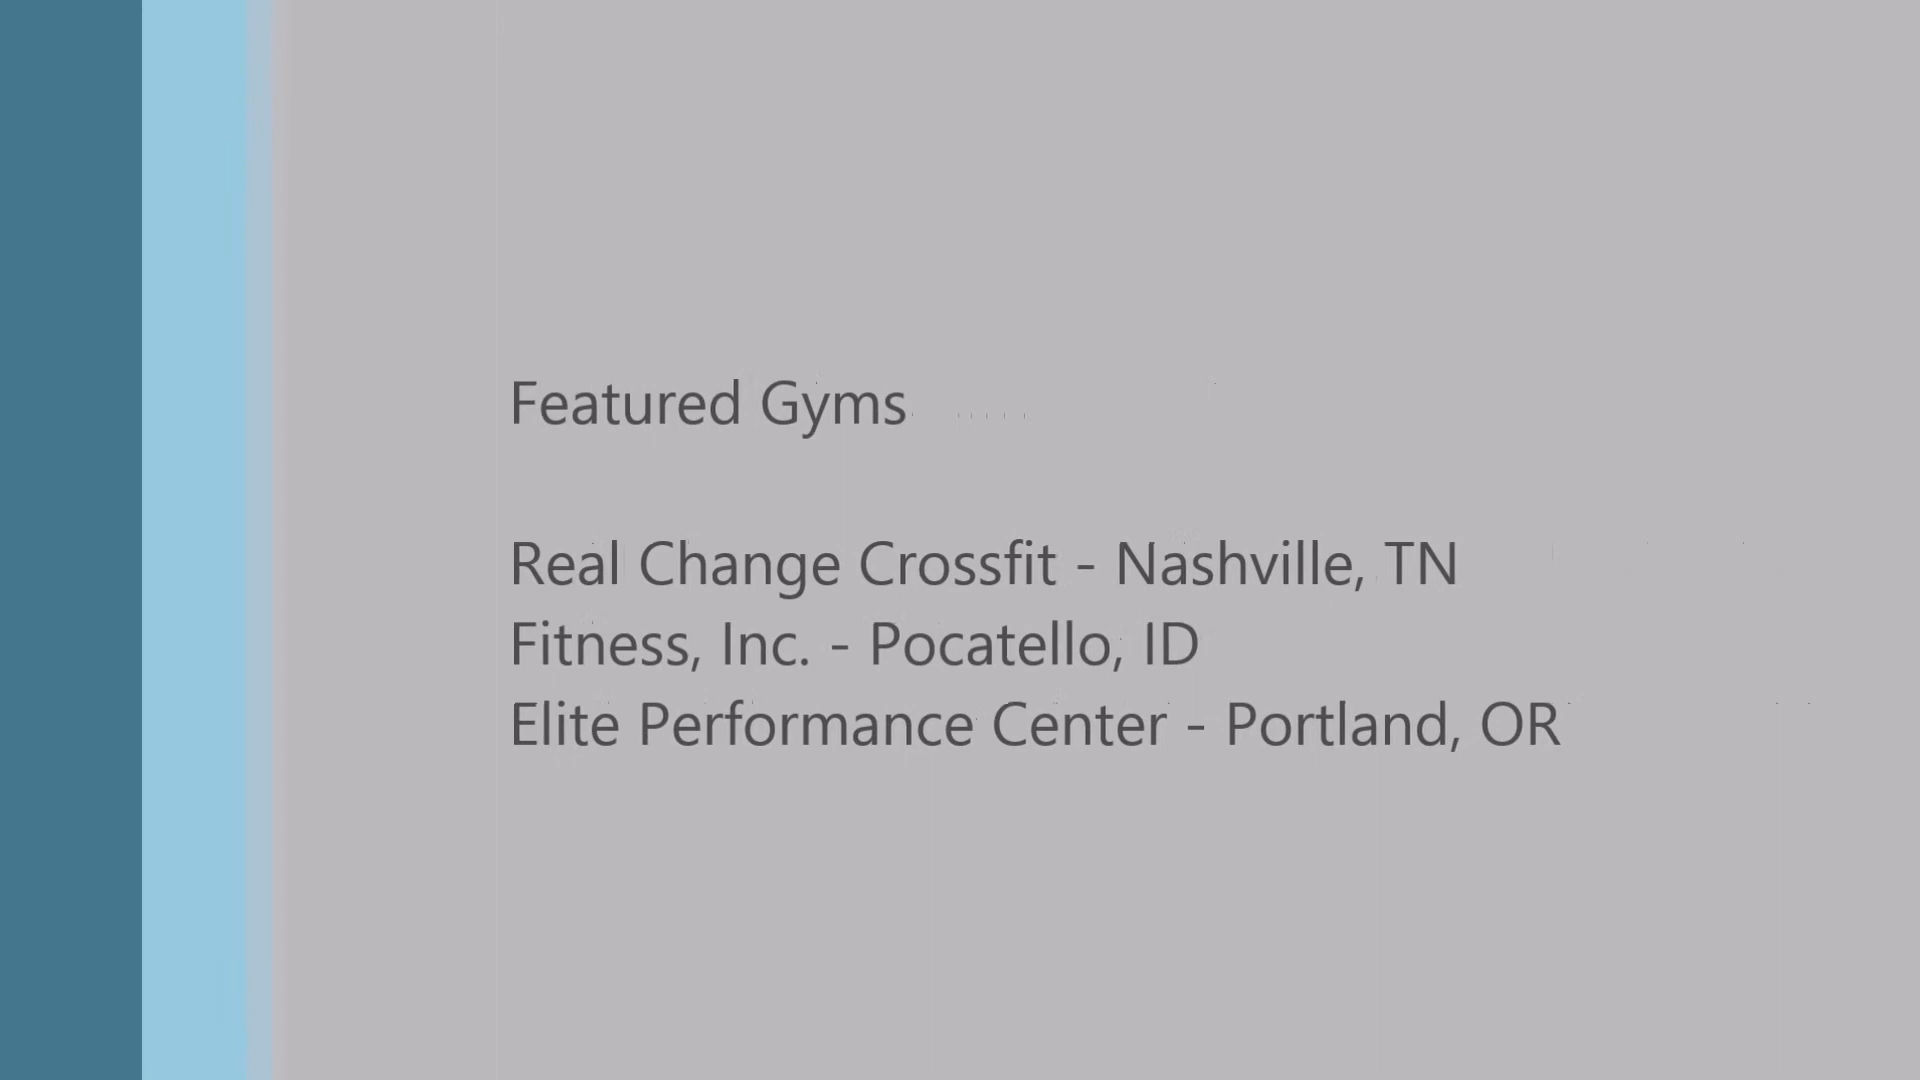 Featured Gyms
Real Change Crossfit - Nashville, TN
Fitness, Inc. - Pocatello, ID
Elite Performance Center - Portland, OR